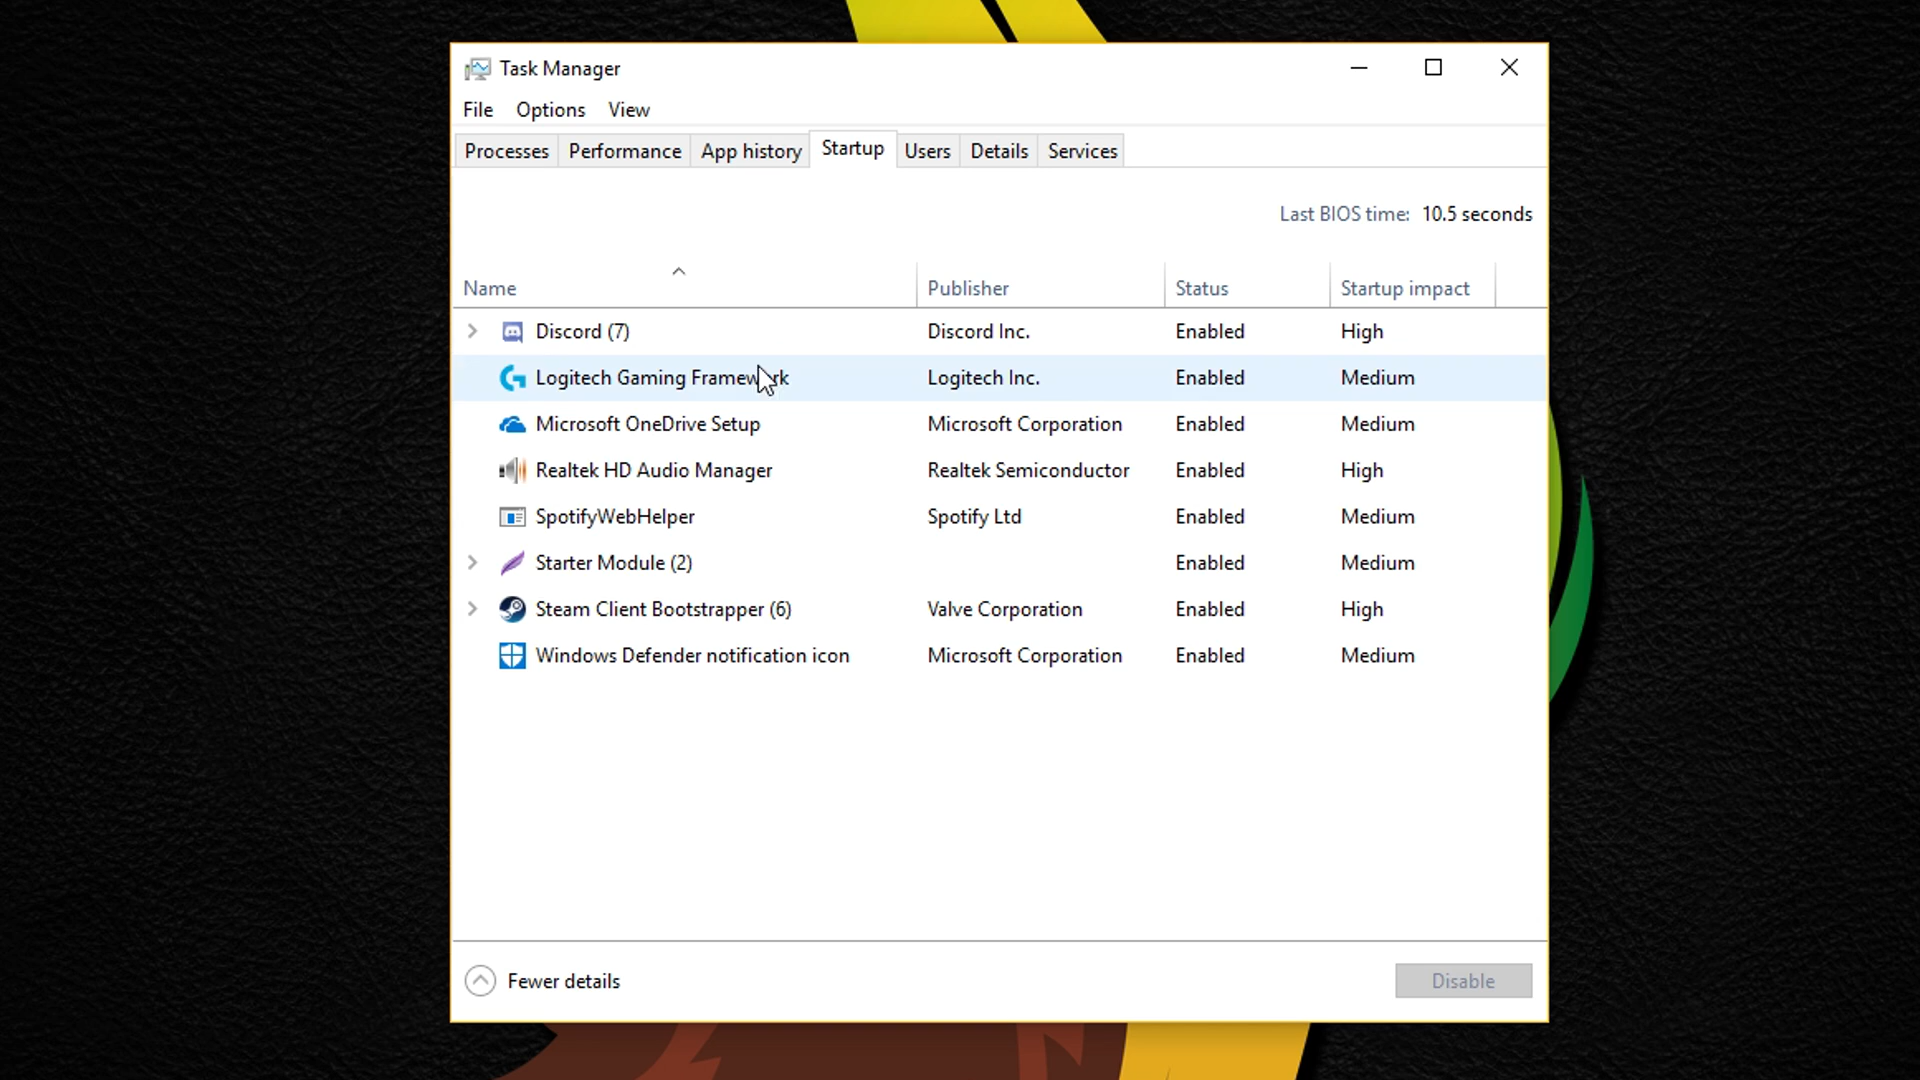 Task Manager
File Options View
Processes Performance App history Startup Users Details Services
Last BIOS time: 10.5 seconds
Name Publisher Status Startup impact
Discord (7) Discord Inc. Enabled High
Logitech Gaming Framework Logitech Inc. Enabled Medium
Microsoft OneDrive Setup Microsoft Corporation Enabled Medium
Realtek HD Audio Manager Realtek Semiconductor Enabled High
SpotifyWebHelper Spotify Ltd Enabled Medium
Starter Module (2) Enabled Medium
Steam Client Bootstrapper (6) Valve Corporation Enabled High
Windows Defender notification icon Microsoft Corporation Enabled Medium
Fewer details Disable